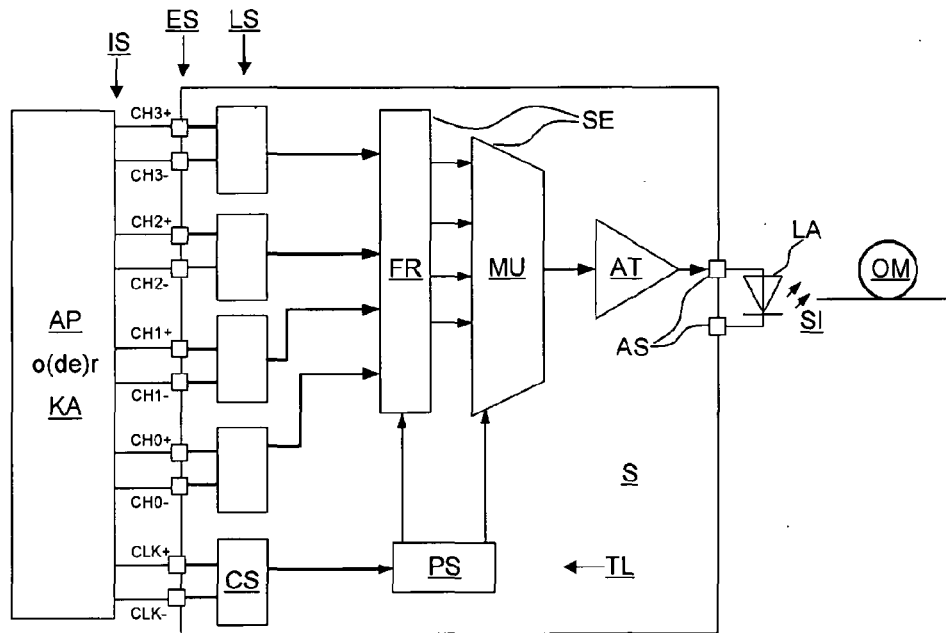 ES LS
IS
CH3+
SE
CH3-
CH2+
LA
FR MU AT OM
CH2-
SI
AP
CH1+
AS
o(de)r
KA
CH1-
CH0+
S
CH0-
CLK+
CS PS TL
CLK-